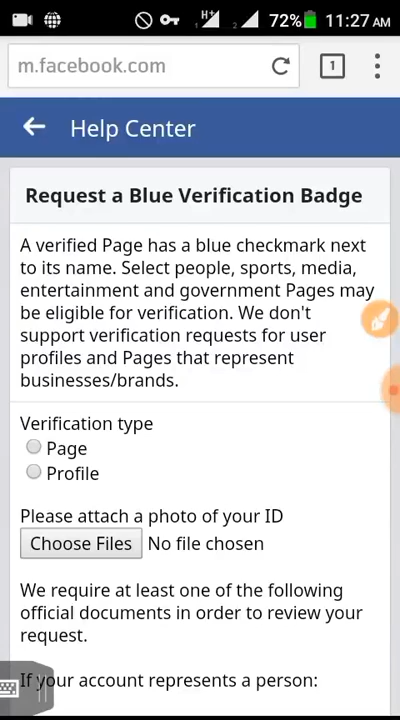 H+
1
2
72%
11:27 AM
m.facebook.com
1
Help Center
Request a Blue Verification Badge
A verified Page has a blue checkmark next
to its name. Select people, sports, media,
entertainment and government Pages may
be eligible for verification. We don't
support verification requests for user
profiles and Pages that represent
businesses/brands.
Verification type
Page
Profile
Please attach a photo of your ID
Choose Files No file chosen
We require at least one of the following
official documents in order to review your
request.
If your account represents a person: